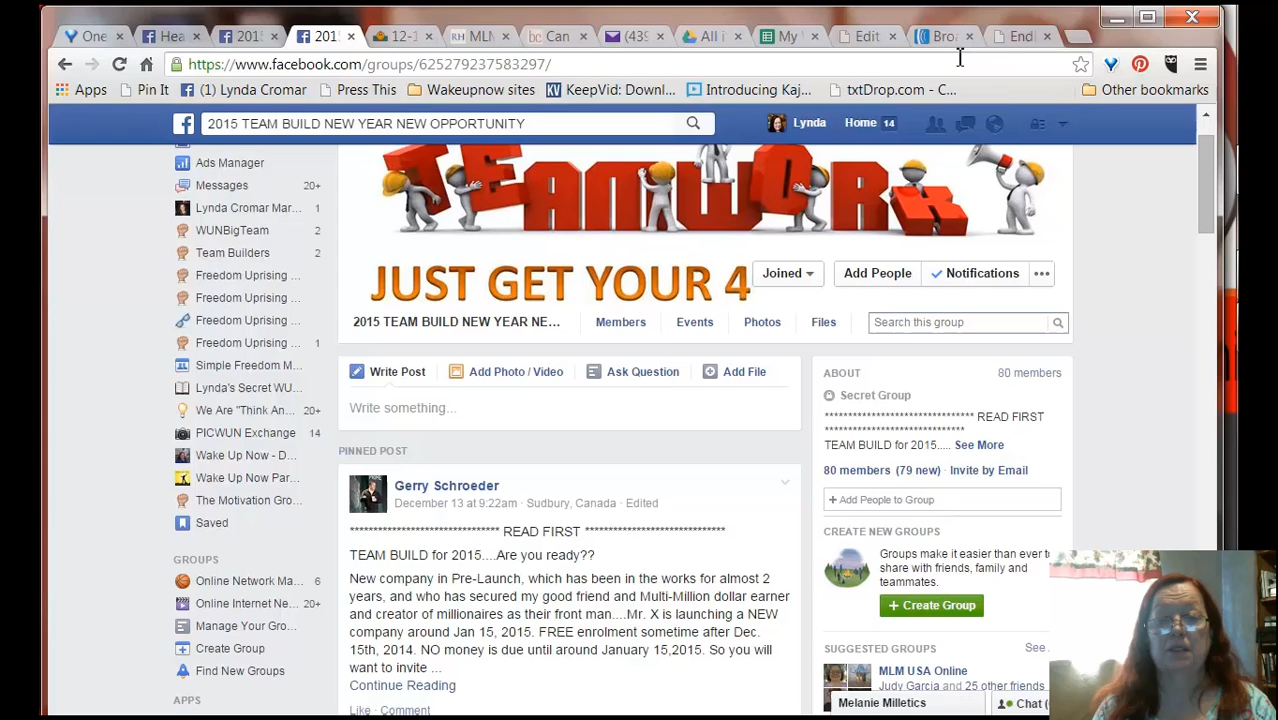 One
Hea
2015
2015
12-1
MLM
Can
(439
All i
My
Edit
Broa
End
https://www.facebook.com/groups/625279237583297/
Apps
Pin It
(1) Lynda Cromar
Press This
Wakeupnow sites
KeepVid: Downl...
Introducing Kaj...
txtDrop.com - C...
Other bookmarks
2015 TEAM BUILD NEW YEAR NEW OPPORTUNITY
Lynda
Home 14
Ads Manager
Messages 20+
Lynda Cromar Mar... 1
WUNBigTeam 2
Team Builders 2
Freedom Uprising ...
Freedom Uprising ...
Freedom Uprising ...
Freedom Uprising ... 1
Simple Freedom M...
Lynda's Secret WU...
We Are "Think An... 20+
PICWUN Exchange 14
Wake Up Now - D...
Wake Up Now Par...
The Motivation Gro...
Saved
GROUPS
Online Network Ma... 6
Online Internet Ne... 20+
Manage Your Gro...
Create Group
Find New Groups
APPS
TEAMWORK
JUST GET YOUR 4
Joined
Add People
Notifications
2015 TEAM BUILD NEW YEAR NE...
Members
Events
Photos
Files
Search this group
Write Post
Add Photo / Video
Ask Question
Add File
Write something...
PINNED POST
Gerry Schroeder
December 13 at 9:22am · Sudbury, Canada · Edited
******************************** READ FIRST ******************************
TEAM BUILD for 2015....Are you ready??
New company in Pre-Launch, which has been in the works for almost 2
years, and who has secured my good friend and Multi-Million dollar earner
and creator of millionaires as their front man....Mr. X is launching a NEW
company around Jan 15, 2015. FREE enrolment sometime after Dec.
15th, 2014. NO money is due until around January 15,2015. So you will
want to invite ...
Continue Reading
Like · Comment
ABOUT
80 members
Secret Group
******************************** READ FIRST
******************************
TEAM BUILD for 2015..... See More
80 members (79 new) · Invite by Email
+ Add People to Group
CREATE NEW GROUPS
Groups make it easier than ever to
share with friends, family and
teammates.
+ Create Group
SUGGESTED GROUPS
See
MLM USA Online
Judy Garcia and 25 other friends
Melanie Milletics
Chat (